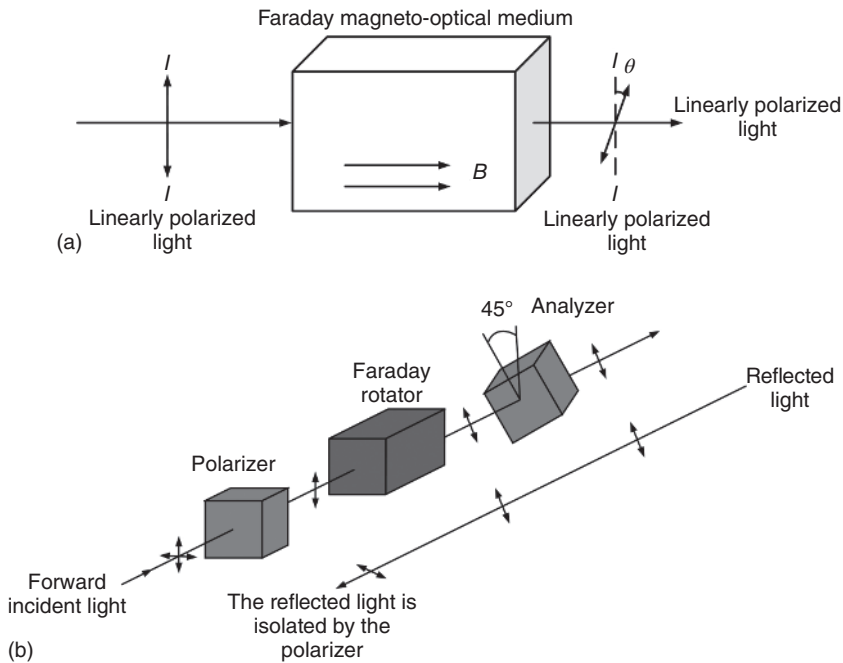 Faraday magneto-optical medium
θ
B
Linearly polarized
light
Linearly polarized
light
Linearly polarized
light
(a)
45°
Analyzer
Faraday
rotator
Reflected
light
Polarizer
Forward
incident light
The reflected light is
isolated by the
polarizer
(b)